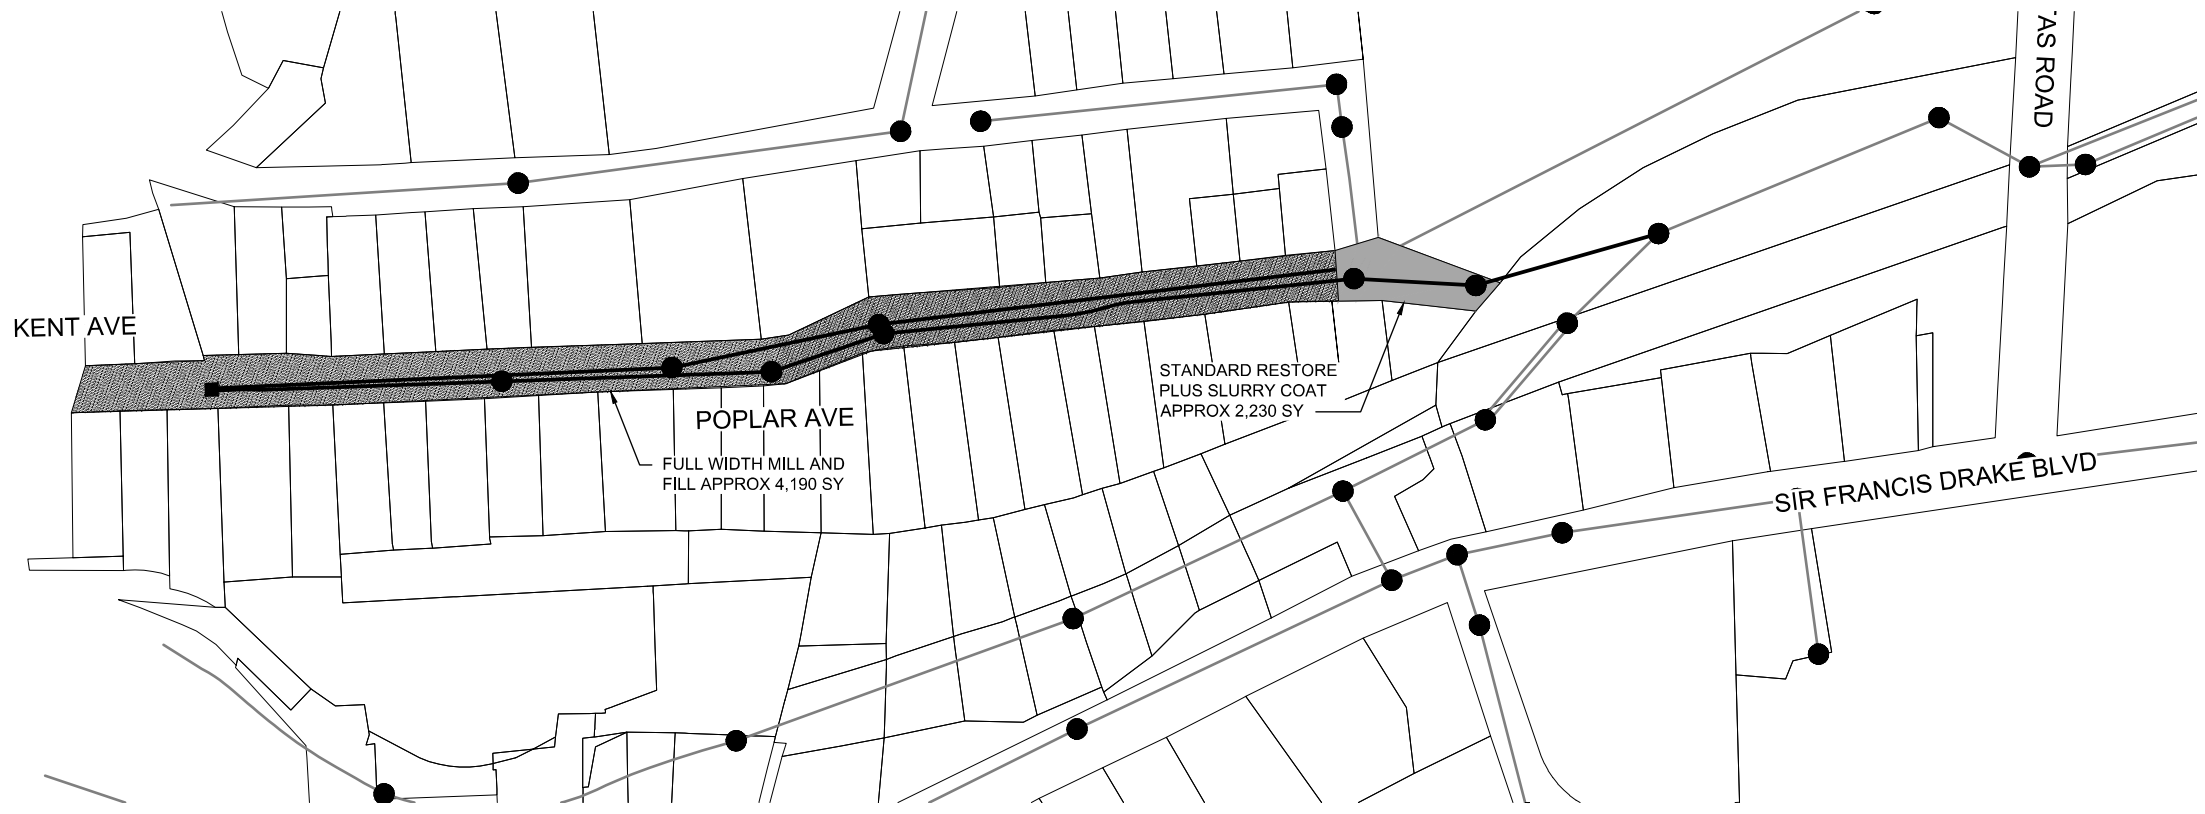 AS ROAD
KENT AVE
STANDARD RESTORE
PLUS SLURRY COAT
APPROX 2,230 SY
POPLAR AVE
FULL WIDTH MILL AND
FILL APPROX 4,190 SY
SIR FRANCIS DRAKE BLVD